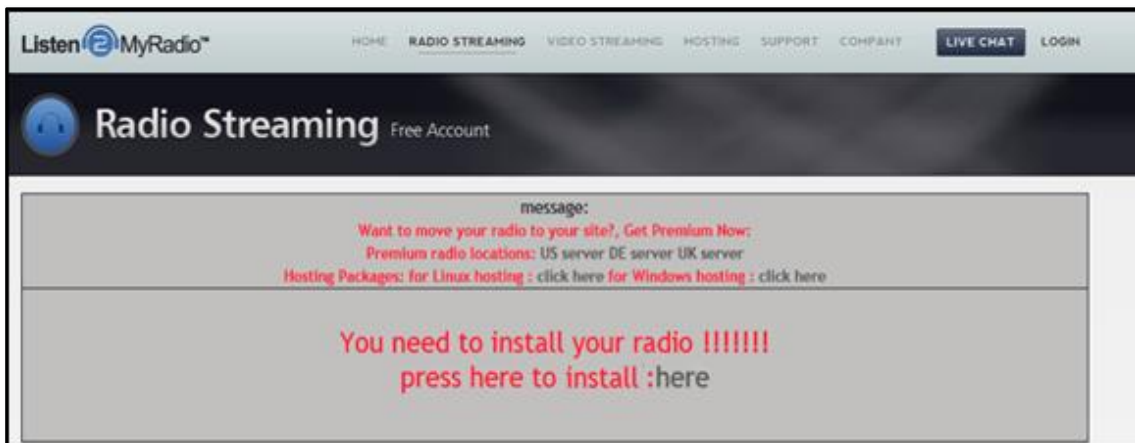 Listen2MyRadio™ HOME RADIO STREAMING VIDEO STREAMING HOSTING SUPPORT COMPANY LIVE CHAT LOGIN
Radio Streaming Free Account
message:
Want to move your radio to your site?, Get Premium Now:
Premium radio locations: US server DE server UK server
Hosting Packages: for Linux hosting : click here for Windows hosting : click here
You need to install your radio !!!!!!!
press here to install :here